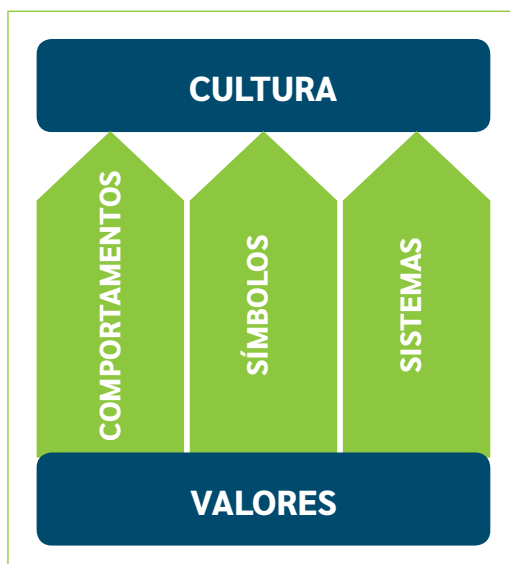 CULTURA
COMPORTAMENTOS
SÍMBOLOS
SISTEMAS
VALORES